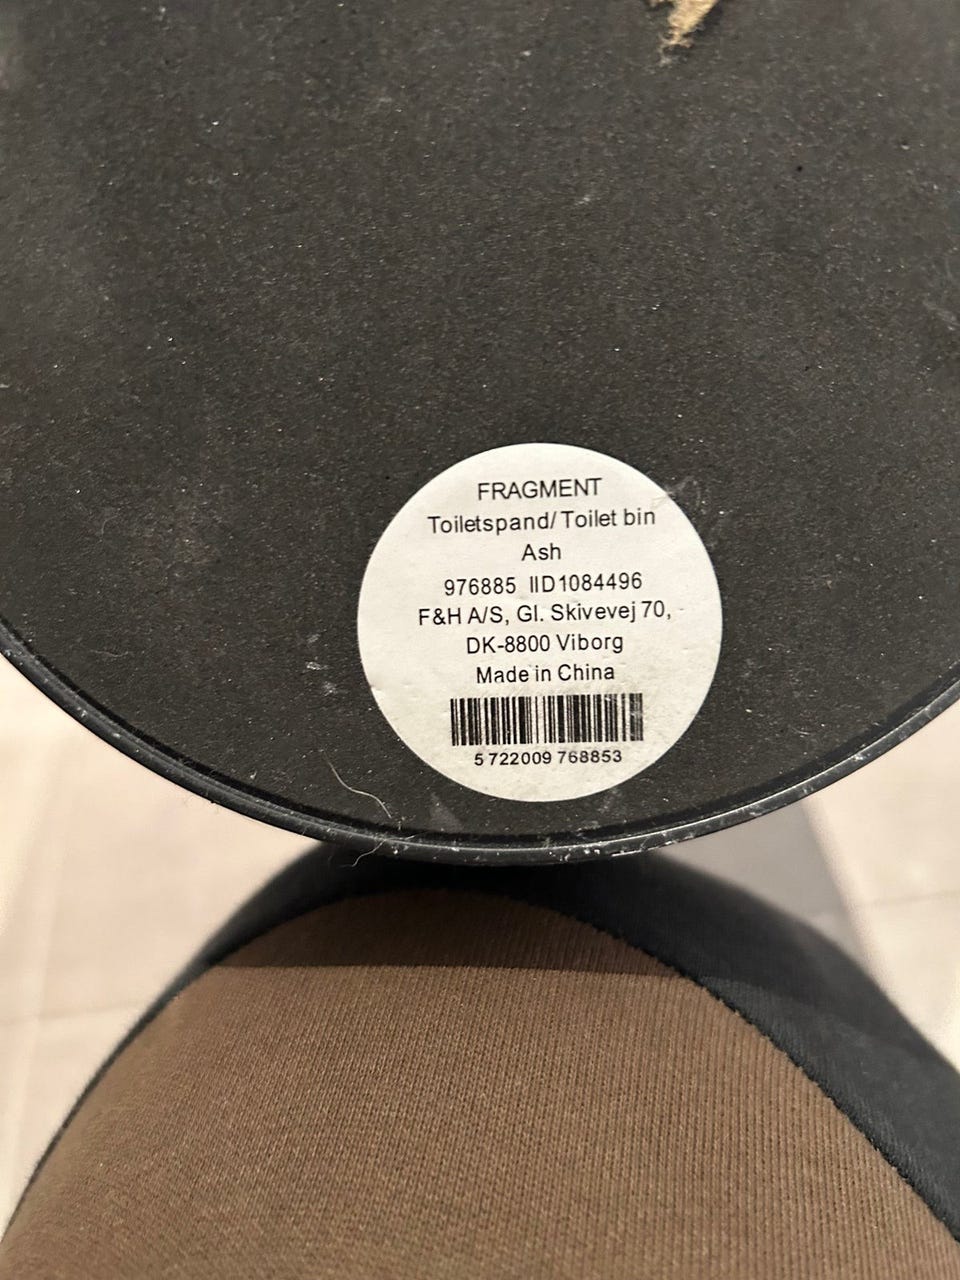 FRAGMENT
Toiletspand/ Toilet bin
Ash
976885 IID1084496
F&H A/S, Gl. Skivevej 70,
DK-8800 Viborg
Made in China
5 722009 768853